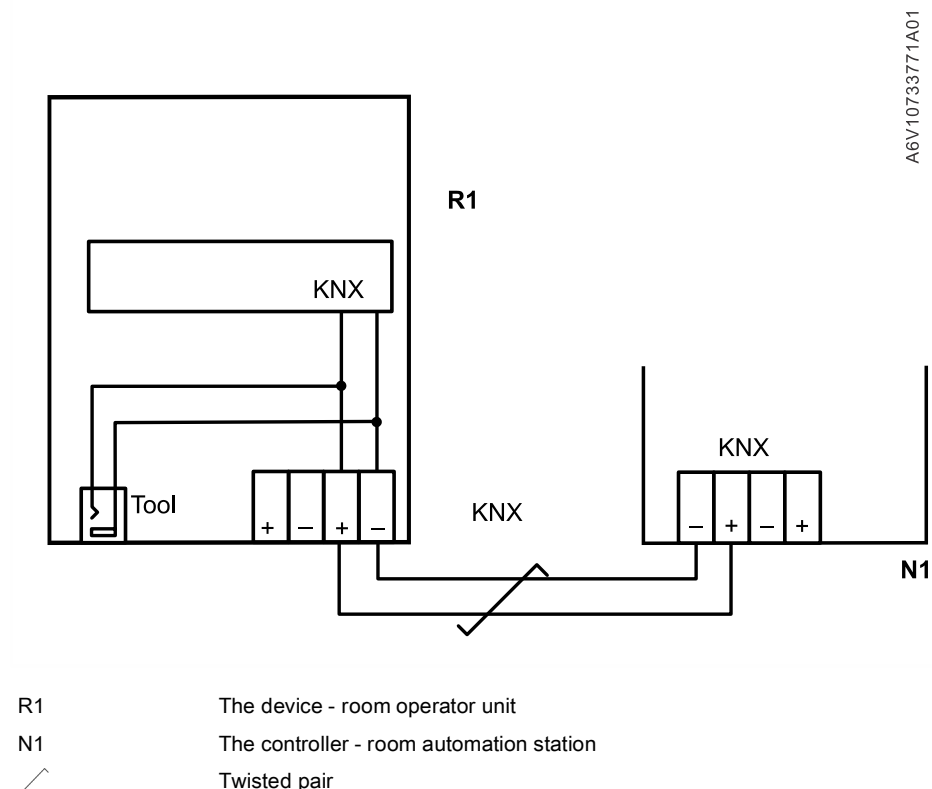 A6V10733771A01
R1
KNX
KNX
Tool
KNX
+ – + –
– + – +
N1
R1 The device - room operator unit
N1 The controller - room automation station
Twisted pair